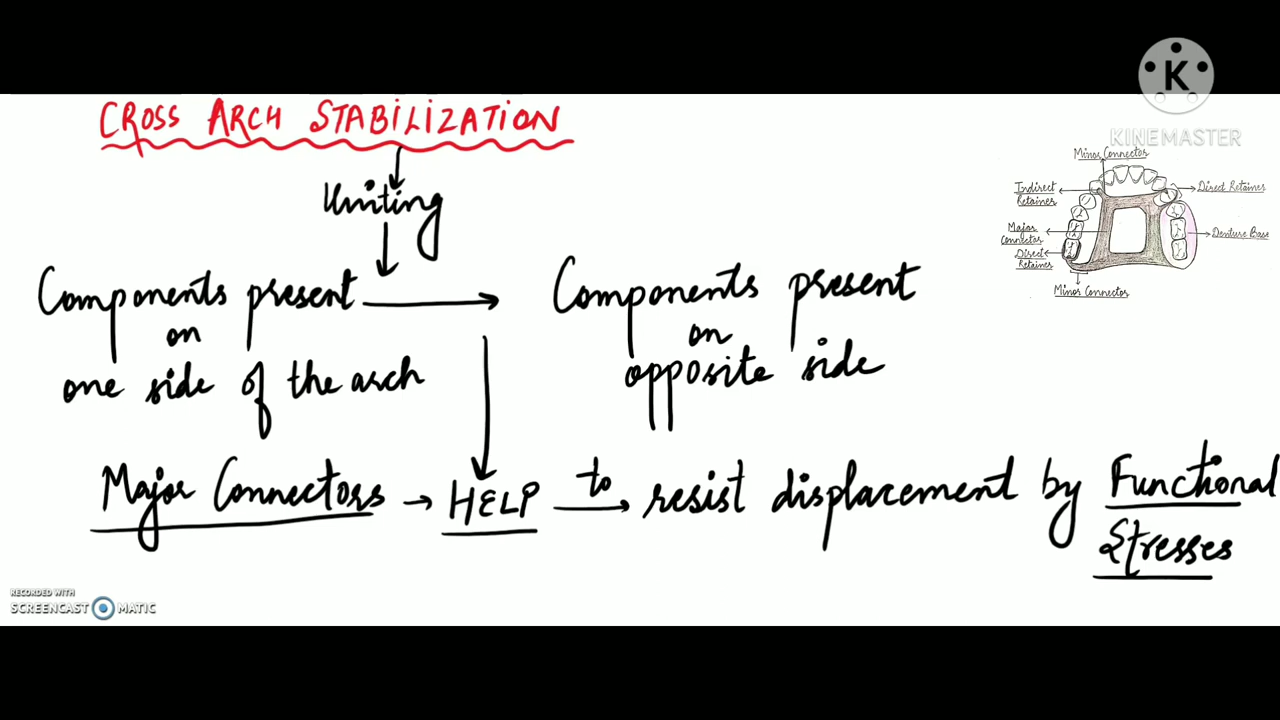 CROSS ARCH STABILIZATION
Uniting
Components present
on
one side of the arch
Components present
on
opposite side
Major Connectors → HELP to → resist displacement by Functional
Stresses
K
KINEMASTER
Minor Connector
Indirect
Retainer
Direct Retainer
Major
Connector
Denture Base
Direct
Retainer
Minor Connector
RECORDED WITH
SCREENCAST MATIC